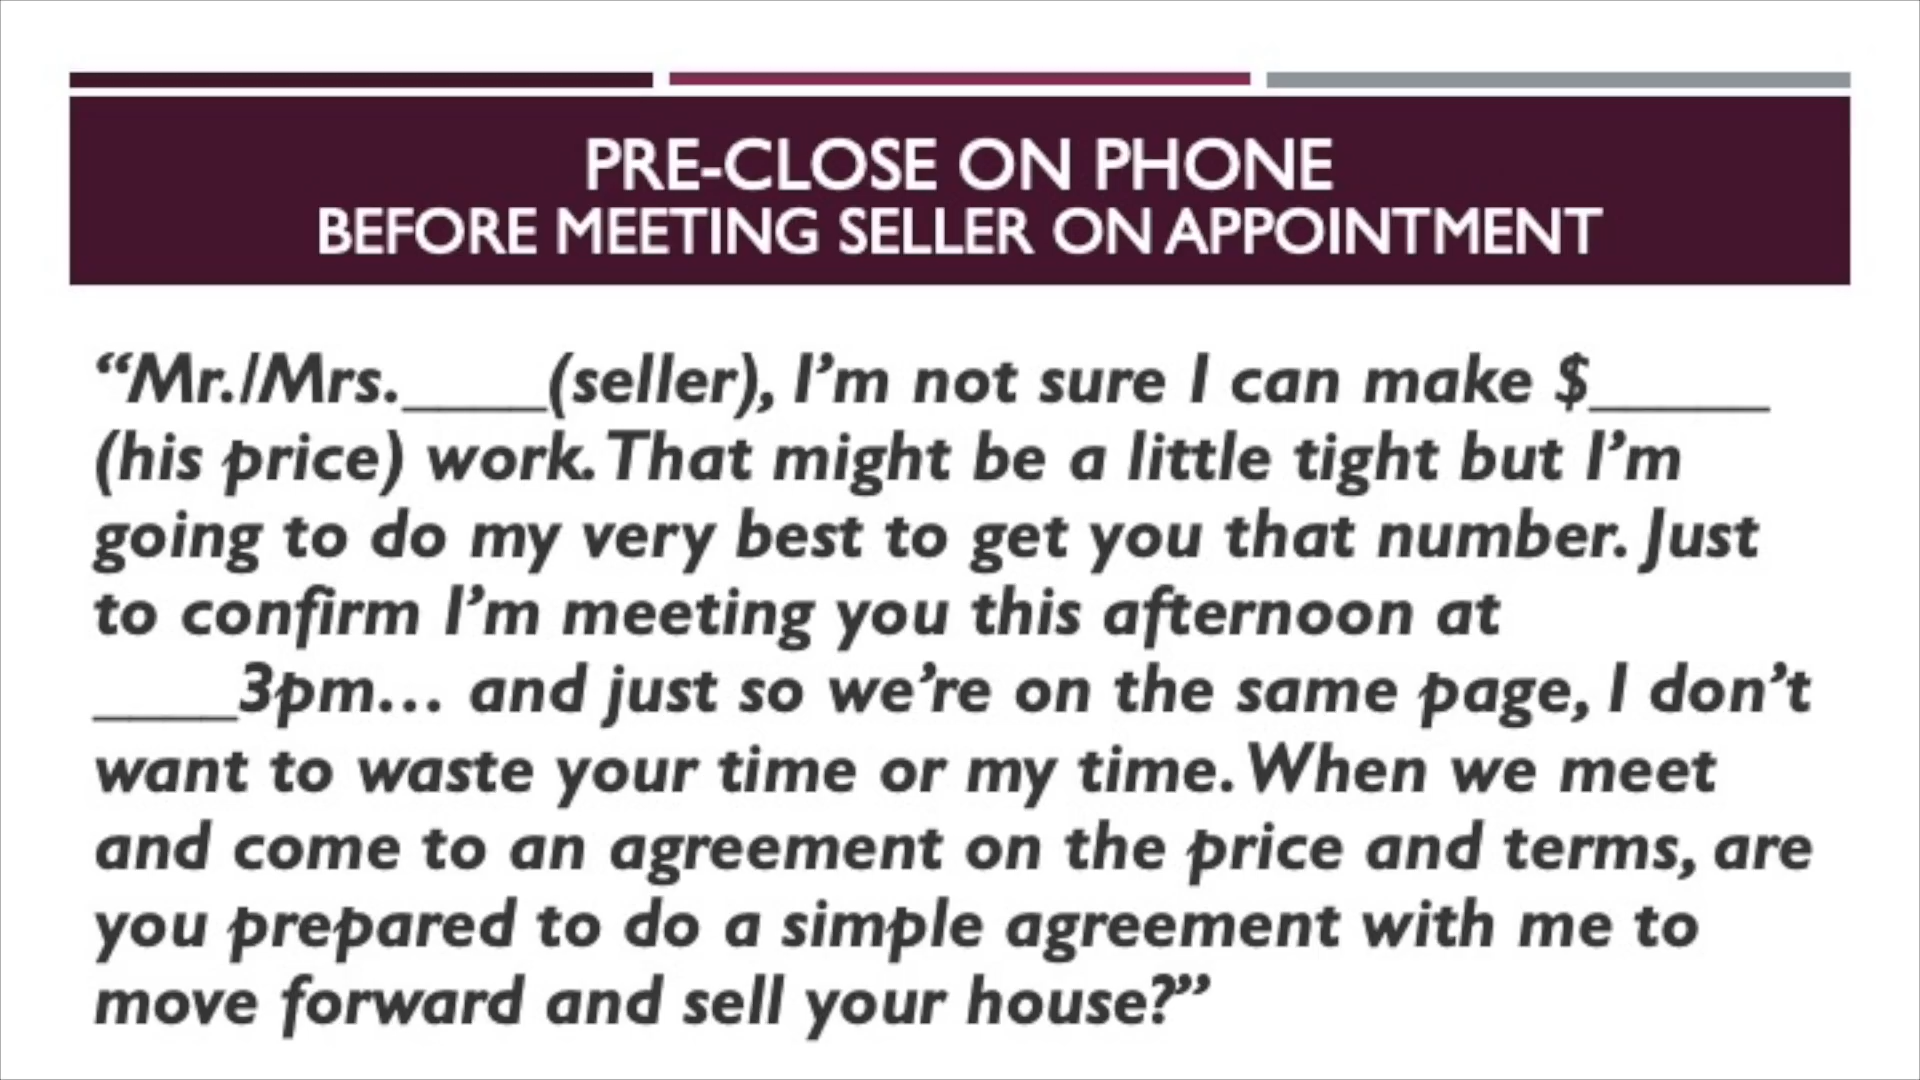 PRE-CLOSE ON PHONE
BEFORE MEETING SELLER ON APPOINTMENT
“Mr./Mrs.____(seller), I’m not sure I can make $_____
(his price) work. That might be a little tight but I’m
going to do my very best to get you that number. Just
to confirm I’m meeting you this afternoon at
____3pm… and just so we’re on the same page, I don’t
want to waste your time or my time. When we meet
and come to an agreement on the price and terms, are
you prepared to do a simple agreement with me to
move forward and sell your house?”